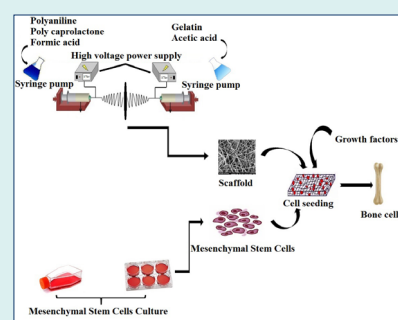 Polyaniline
Poly caprolactone
Formic acid
Gelatin
Acetic acid
High voltage power supply
Syringe pump
Syringe pump
Growth factors
Scaffold
Cell seeding
Bone cell
Mesenchymal Stem Cells
Mesenchymal Stem Cells Culture